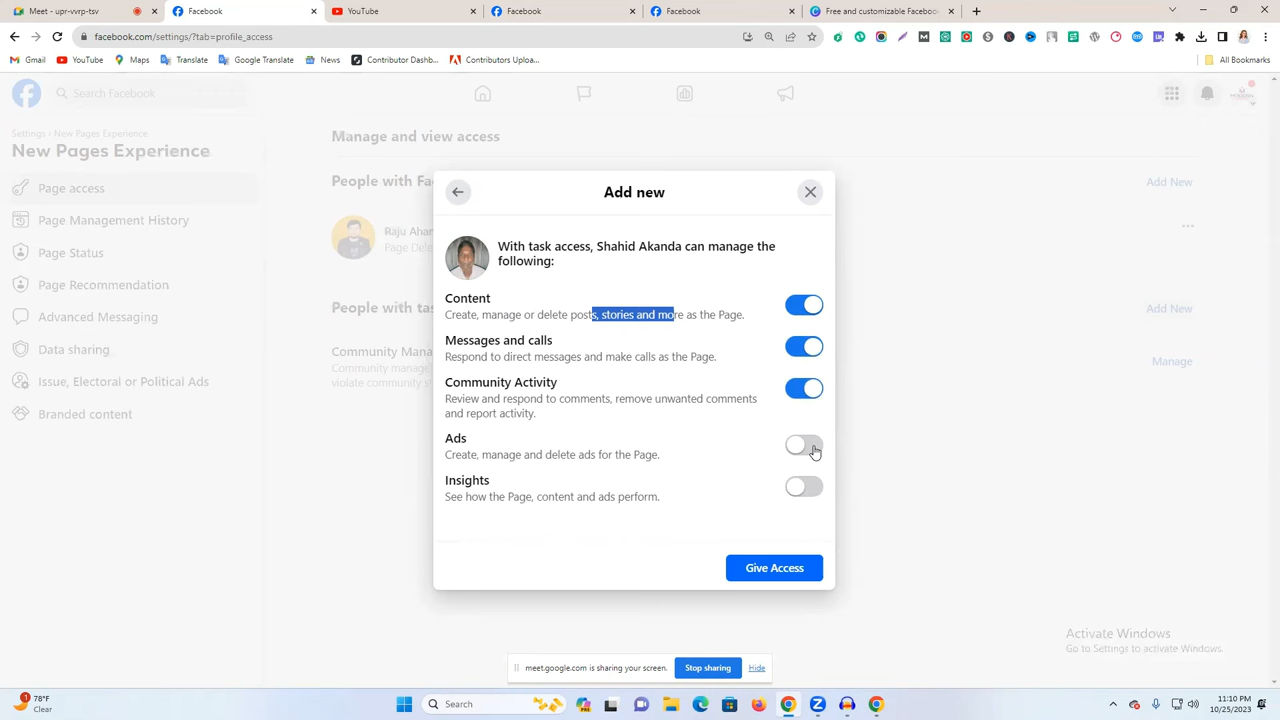 Meet - upr-vvrp-tsv
Facebook
YouTube
Facebook
Facebook
Free and customizable Facebook
facebook.com/settings/?tab=profile_access
Gmail
YouTube
Maps
Translate
Google Translate
News
Contributor Dashb...
Contributors Uploa...
All Bookmarks
Search Facebook
Settings · New Pages Experience
New Pages Experience
Page access
Page Management History
Page Status
Page Recommendation
Advanced Messaging
Data sharing
Issue, Electoral or Political Ads
Branded content
Manage and view access
People with Fa
Add New
Raju Aha
Page Dele
People with tas
Add New
Community Mana
Community manage
violate community s
Manage
Add new
With task access, Shahid Akanda can manage the
following:
Content
Create, manage or delete posts, stories and more as the Page.
Messages and calls
Respond to direct messages and make calls as the Page.
Community Activity
Review and respond to comments, remove unwanted comments
and report activity.
Ads
Create, manage and delete ads for the Page.
Insights
See how the Page, content and ads perform.
Give Access
Activate Windows
Go to Settings to activate Windows.
meet.google.com is sharing your screen.
Stop sharing
Hide
1
78°F
Clear
Search
11:10 PM
10/25/2023